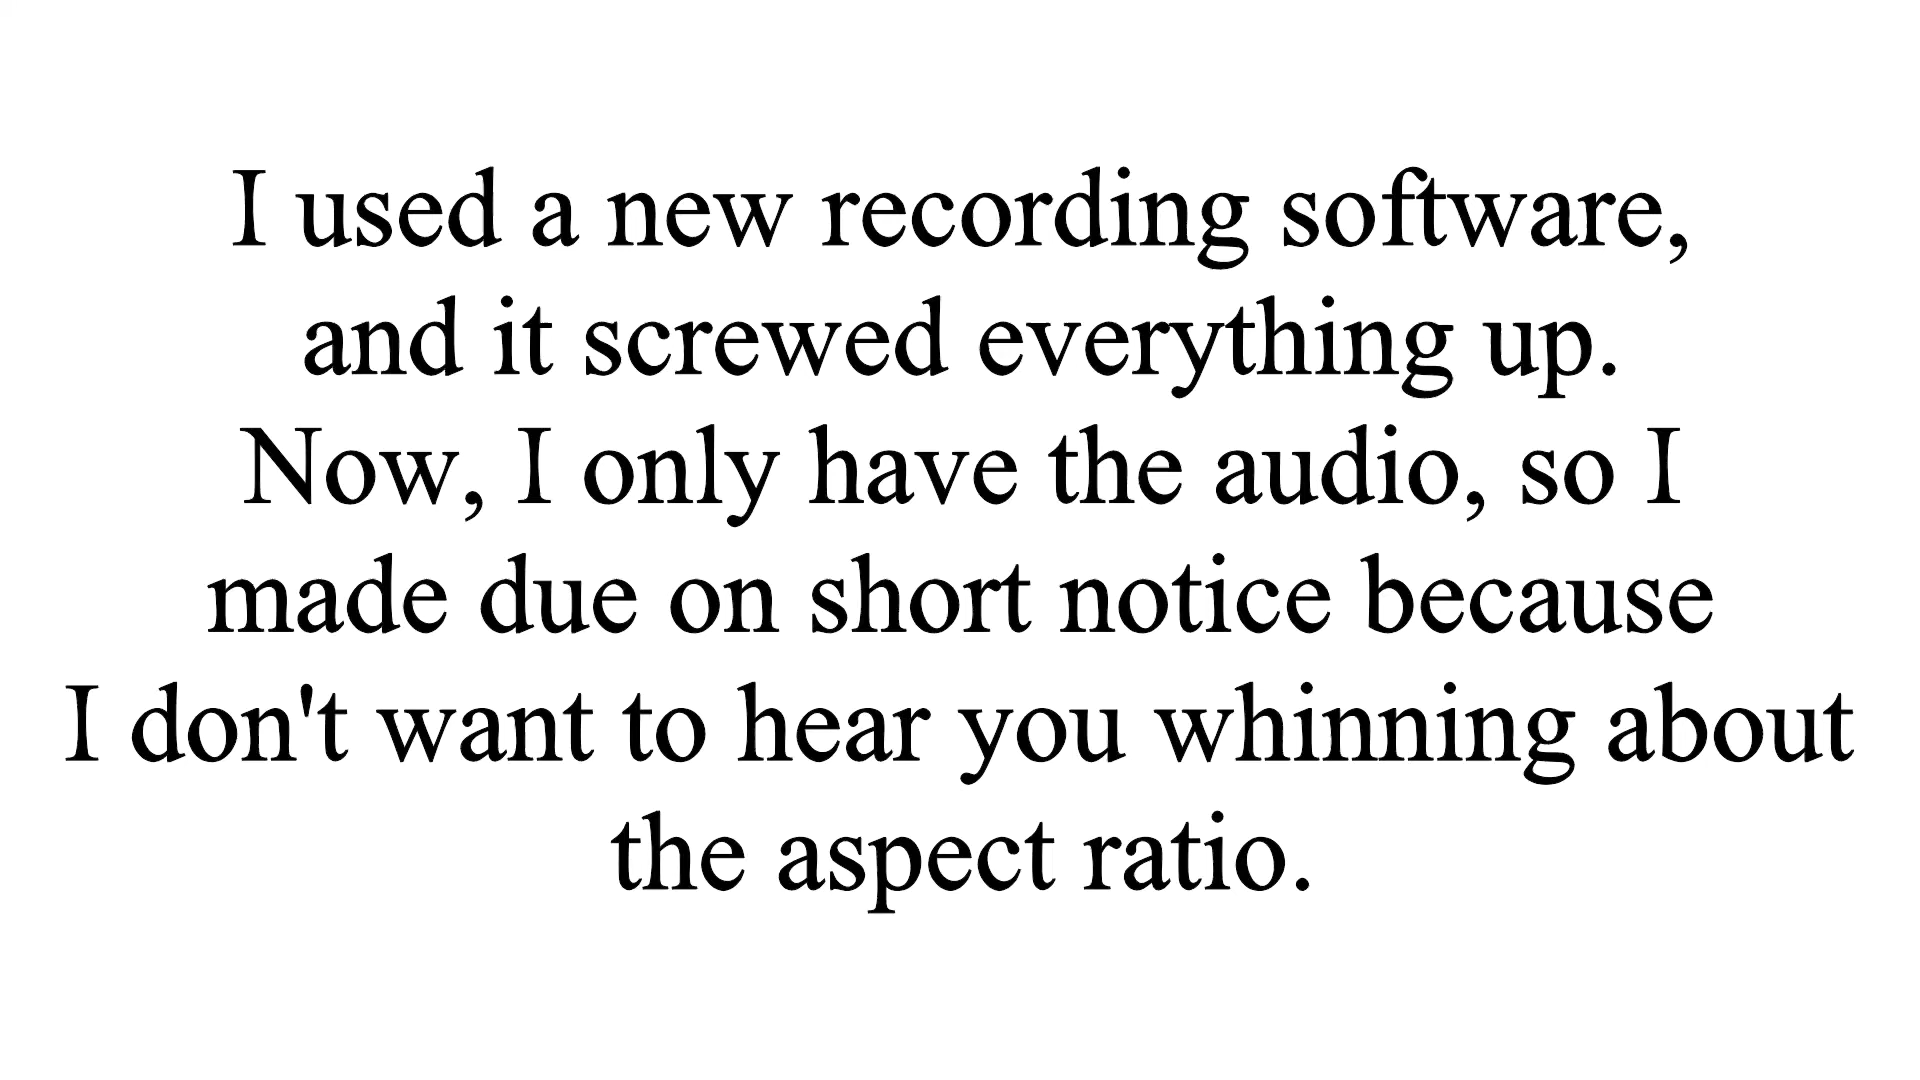 I used a new recording software,
and it screwed everything up.
Now, I only have the audio, so I
made due on short notice because
I don't want to hear you whinning about
the aspect ratio.